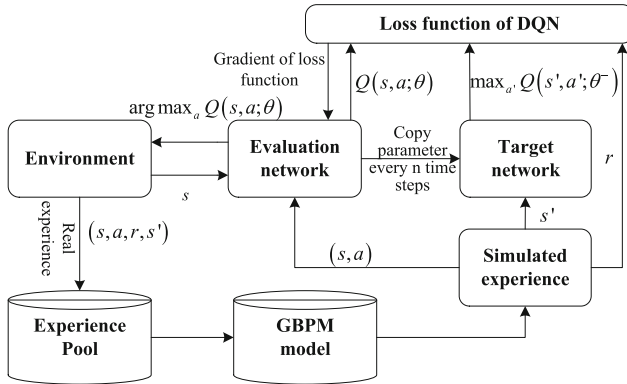 Loss function of DQN
Gradient of loss
function
Q(s,a;θ)
max_{a'} Q(s',a';θ⁻)
arg max_a Q(s,a;θ)
Environment
Evaluation
network
Copy
parameter
every n time
steps
Target
network
r
s
s'
Real
experience
(s,a,r,s')
(s,a)
Simulated
experience
Experience
Pool
GBPM
model